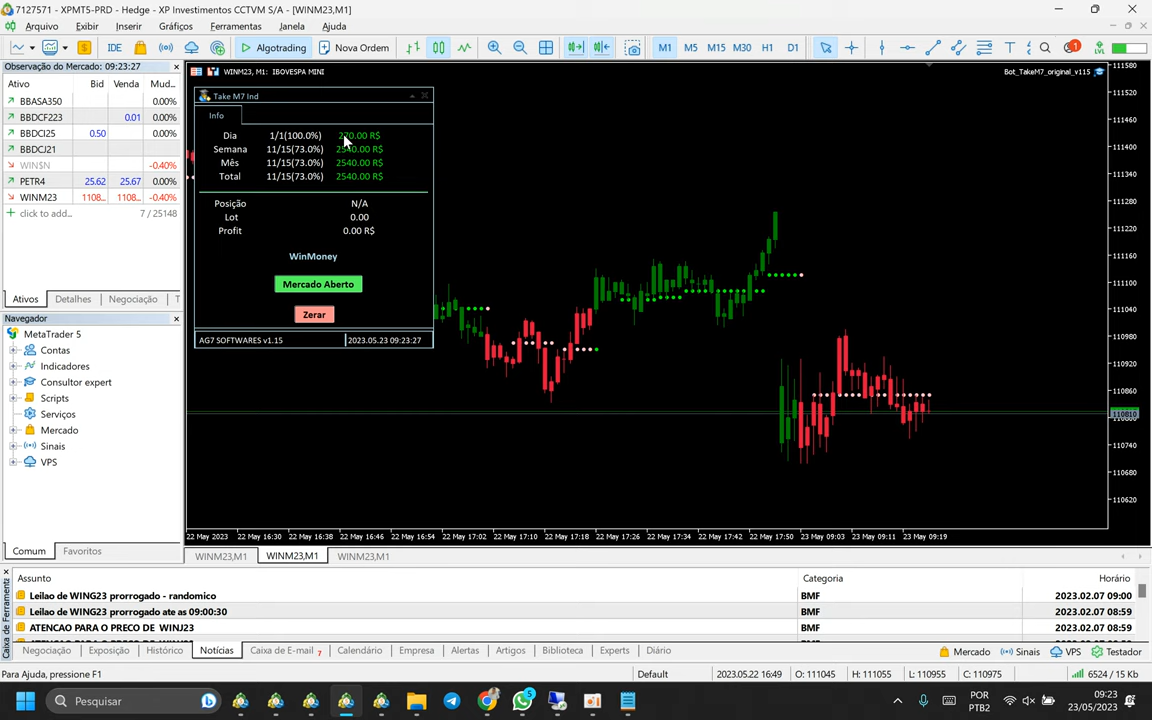 7127571 - XPMT5-PRD - Hedge - XP Investimentos CCTVM S/A - [WINM23,M1]
Arquivo Exibir Inserir Gráficos Ferramentas Janela Ajuda
IDE Algotrading Nova Ordem M1 M5 M15 M30 H1 D1 T 1 LVL
Observação do Mercado: 09:23:27
Ativo Bid Venda Mud...
BBASA350 0.00%
BBDCF223 0.01 0.00%
BBDCI25 0.50 0.00%
BBDCJ21
WIN$N -0.40%
PETR4 25.62 25.67 0.00%
WINM23 1108... 1108... -0.40%
click to add... 7 / 25148
Ativos Detalhes Negociação T
Navegador
MetaTrader 5
Contas
Indicadores
Consultor expert
Scripts
Serviços
Mercado
Sinais
VPS
Comum Favoritos
WINM23, M1: IBOVESPA MINI
Bot_TakeM7_original_v115
Take M7 Ind
Info
Dia 1/1(100.0%) 270.00 R$
Semana 11/15(73.0%) 2540.00 R$
Mês 11/15(73.0%) 2540.00 R$
Total 11/15(73.0%) 2540.00 R$
Posição N/A
Lot 0.00
Profit 0.00 R$
WinMoney
Mercado Aberto
Zerar
AG7 SOFTWARES v1.15 2023.05.23 09:23:27
111580
111520
111460
111400
111340
111280
111220
111160
111100
111040
110980
110920
110860
110810
110740
110680
110620
22 May 2023 22 May 16:30 22 May 16:38 22 May 16:46 22 May 16:54 22 May 17:02 22 May 17:10 22 May 17:18 22 May 17:26 22 May 17:34 22 May 17:42 22 May 17:50 23 May 09:03 23 May 09:11 23 May 09:19
WINM23,M1 WINM23,M1 WINM23,M1
Caixa de Ferrament
Assunto Categoria Horário
Leilao de WING23 prorrogado - randomico BMF 2023.02.07 09:00
Leilao de WING23 prorrogado ate as 09:00:30 BMF 2023.02.07 08:59
ATENCAO PARA O PRECO DE WINJ23 BMF 2023.02.07 08:59
Negociação Exposição Histórico Notícias Caixa de E-mail 7 Calendário Empresa Alertas Artigos Biblioteca Experts Diário Mercado Sinais VPS Testador
Para Ajuda, pressione F1 Default 2023.05.22 16:49 O: 111045 H: 111055 L: 110975 C: 110975 6524 / 15 Kb
Pesquisar 5 POR PTB2 09:23 23/05/2023